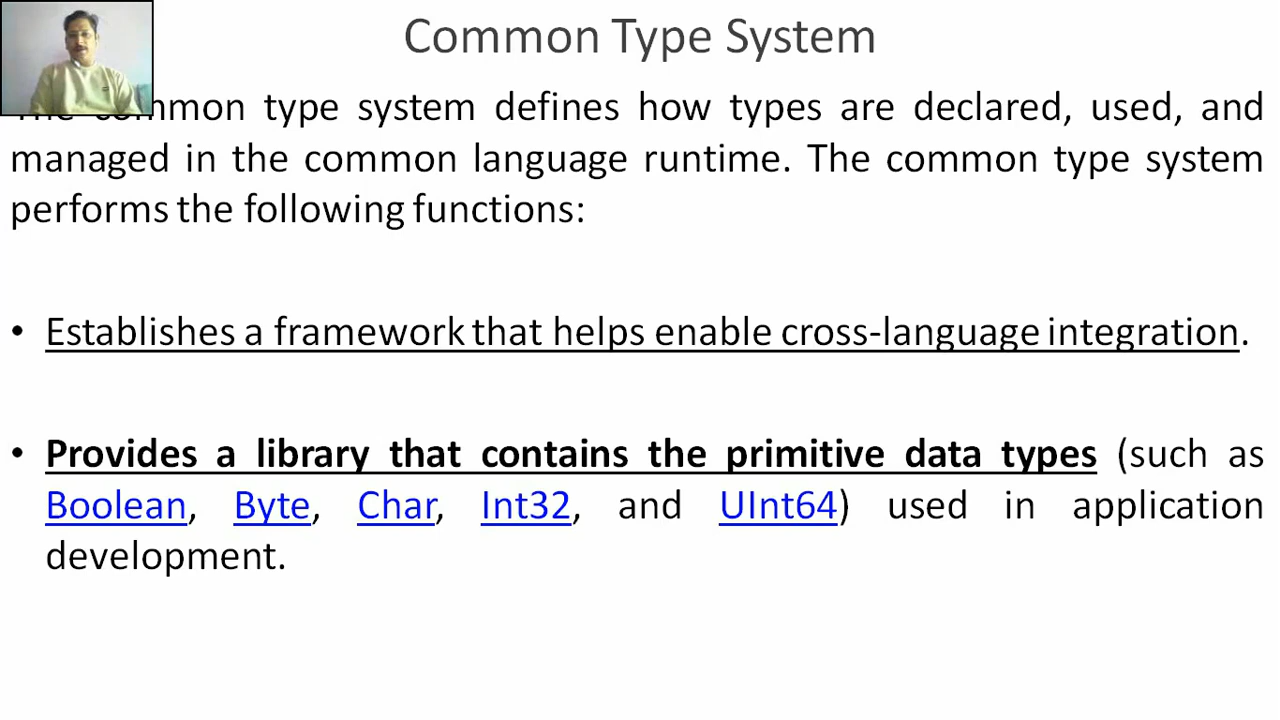 Common Type System
The common type system defines how types are declared, used, and
managed in the common language runtime. The common type system
performs the following functions:
• Establishes a framework that helps enable cross-language integration.
• Provides a library that contains the primitive data types (such as
Boolean, Byte, Char, Int32, and UInt64) used in application
development.